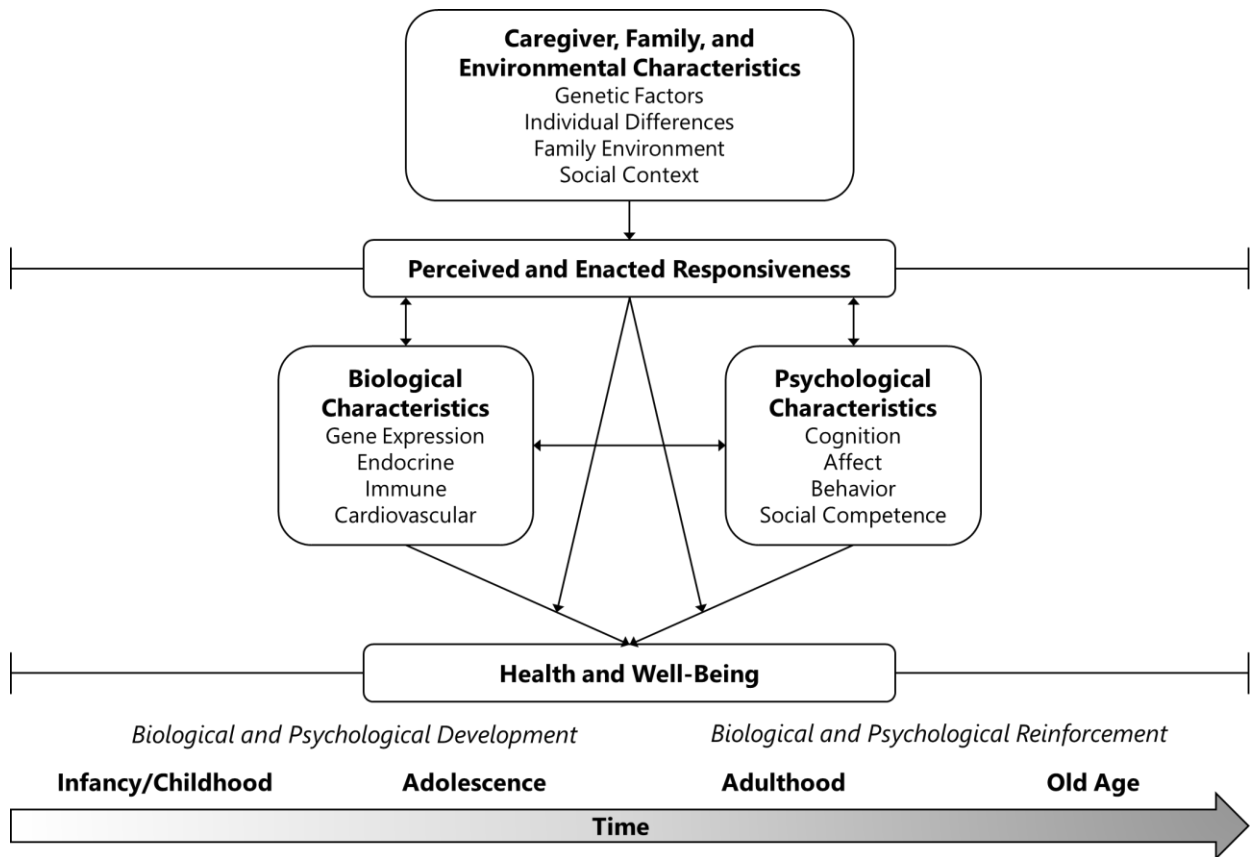 Caregiver, Family, and
Environmental Characteristics
Genetic Factors
Individual Differences
Family Environment
Social Context
Perceived and Enacted Responsiveness
Biological
Characteristics
Gene Expression
Endocrine
Immune
Cardiovascular
Psychological
Characteristics
Cognition
Affect
Behavior
Social Competence
Health and Well-Being
Biological and Psychological Development
Biological and Psychological Reinforcement
Infancy/Childhood
Adolescence
Adulthood
Old Age
Time